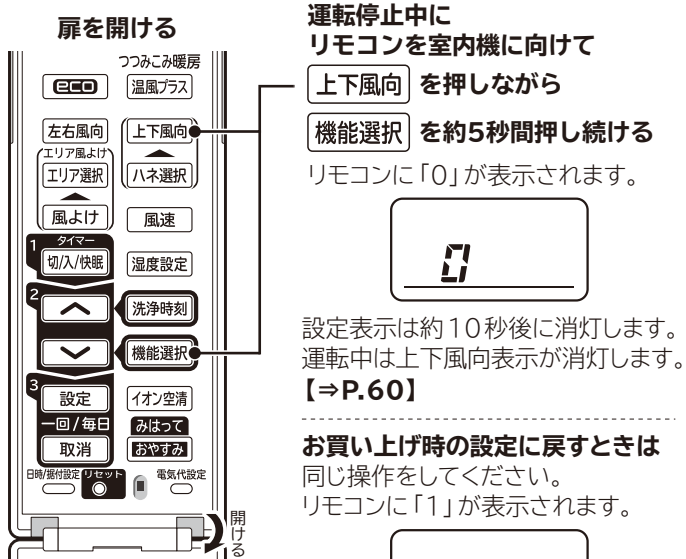 扉を開ける
つつみこみ暖房
eco
温風プラス
左右風向
上下風向
エリア風よけ
エリア選択
ハネ選択
風よけ
風速
1
タイマー
切/入/快眠
湿度設定
2
洗浄時刻
機能選択
3
設定
イオン空清
一回/毎日
みはって
取消
おやすみ
日時/据付設定
リセット
電気代設定
開ける
運転停止中に
リモコンを室内機に向けて
上下風向 を押しながら
機能選択 を約5秒間押し続ける
リモコンに「0」が表示されます。
0
設定表示は約10秒後に消灯します。
運転中は上下風向表示が消灯します。
【⇒P.60】
お買い上げ時の設定に戻すときは
同じ操作をしてください。
リモコンに「1」が表示されます。